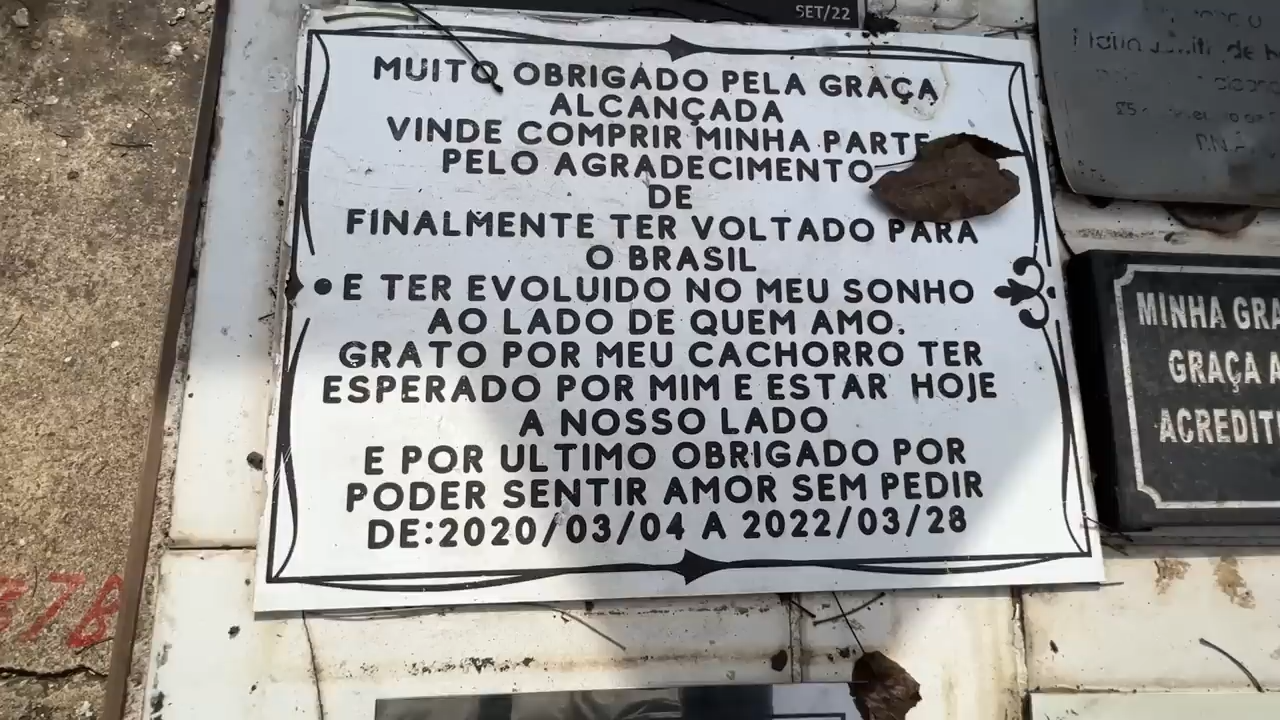 SET/22
MUITO OBRIGADO PELA GRAÇA
ALCANÇADA
VINDE COMPRIR MINHA PARTE
PELO AGRADECIMENTO
DE
FINALMENTE TER VOLTADO PARA
O BRASIL
E TER EVOLUIDO NO MEU SONHO
AO LADO DE QUEM AMO.
GRATO POR MEU CACHORRO TER
ESPERADO POR MIM E ESTAR HOJE
A NOSSO LADO
E POR ULTIMO OBRIGADO POR
PODER SENTIR AMOR SEM PEDIR
DE:2020/03/04 A 2022/03/28
MINHA
GRAÇA A